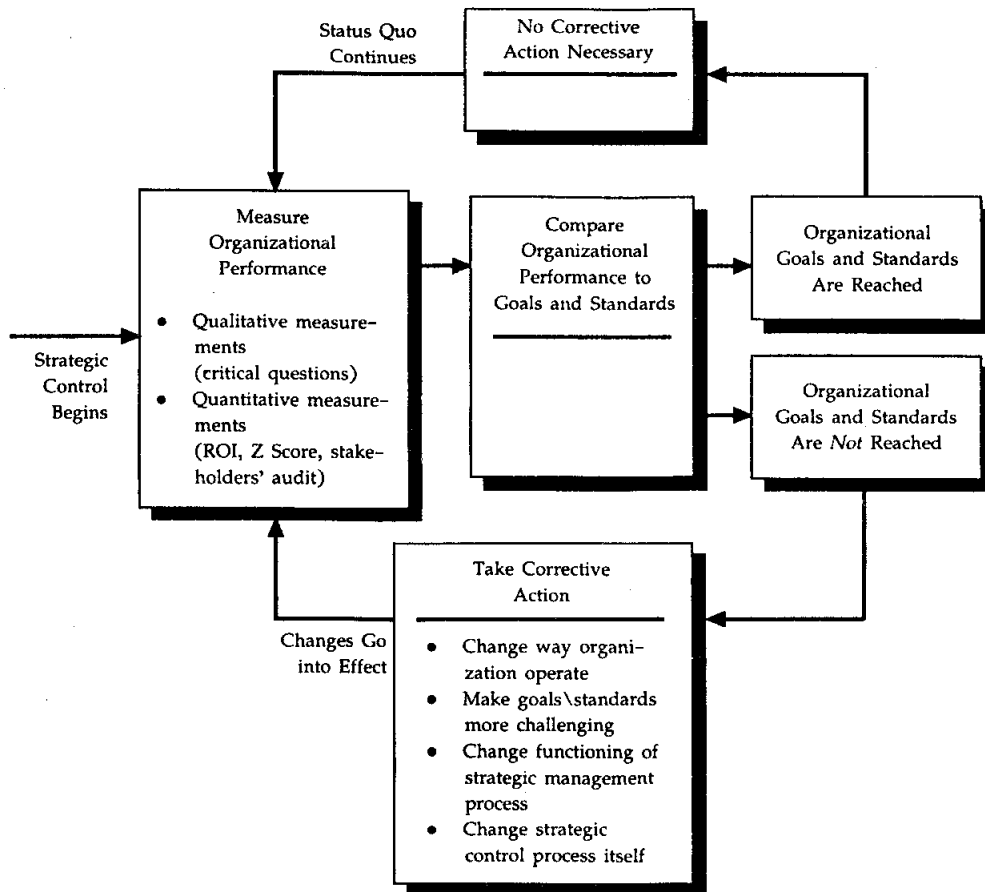 Status Quo
Continues
No Corrective
Action Necessary
Measure
Organizational
Performance
• Qualitative measure-
ments
(critical questions)
• Quantitative measure-
ments
(ROI, Z Score, stake-
holders' audit)
Compare
Organizational
Performance to
Goals and Standards
Organizational
Goals and Standards
Are Reached
Strategic
Control
Begins
Organizational
Goals and Standards
Are Not Reached
Take Corrective
Action
• Change way organi-
zation operate
• Make goals\standards
more challenging
• Change functioning of
strategic management
process
• Change strategic
control process itself
Changes Go
into Effect